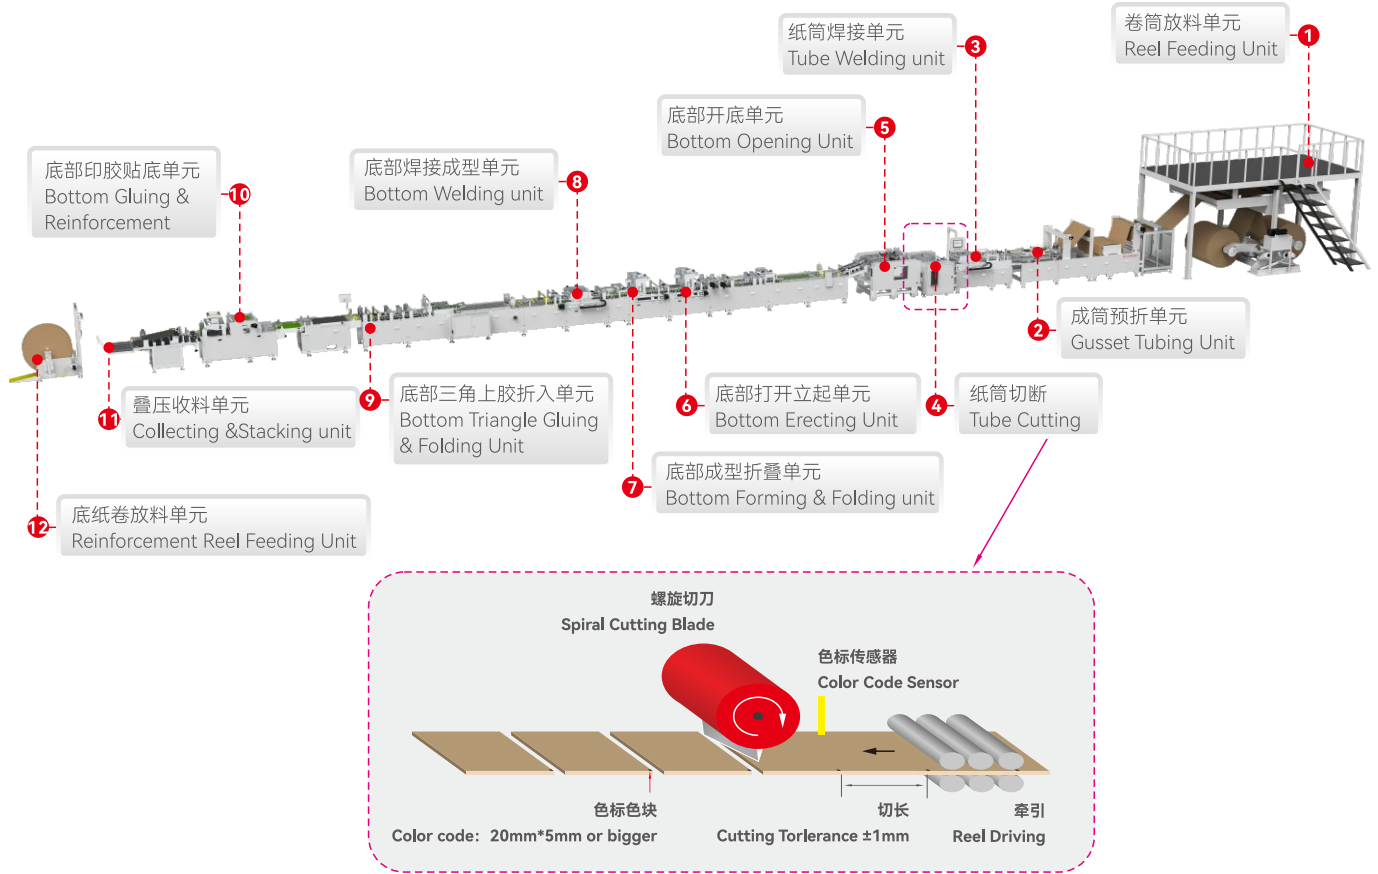 卷筒放料单元
Reel Feeding Unit
1
纸筒焊接单元
Tube Welding unit
3
底部开底单元
Bottom Opening Unit
5
底部焊接成型单元
Bottom Welding unit
8
底部印胶贴底单元
Bottom Gluing &
Reinforcement
10
2
成筒预折单元
Gusset Tubing Unit
4
纸筒切断
Tube Cutting
6
底部打开立起单元
Bottom Erecting Unit
9
底部三角上胶折入单元
Bottom Triangle Gluing
& Folding Unit
11
叠压收料单元
Collecting &Stacking unit
7
底部成型折叠单元
Bottom Forming & Folding unit
12
底纸卷放料单元
Reinforcement Reel Feeding Unit
螺旋切刀
Spiral Cutting Blade
色标传感器
Color Code Sensor
色标色块
Color code: 20mm*5mm or bigger
切长
Cutting Torlerance ±1mm
牵引
Reel Driving